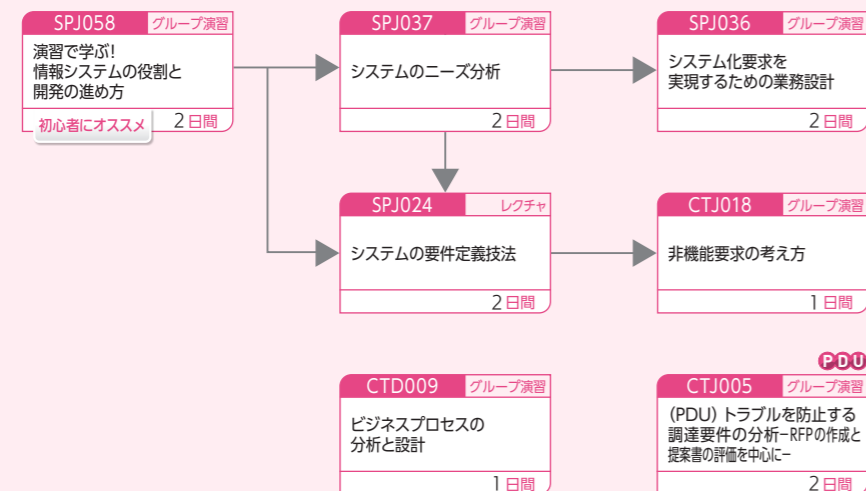 SPJ058 グループ演習
演習で学ぶ!
情報システムの役割と
開発の進め方
初心者にオススメ 2日間
SPJ037 グループ演習
システムのニーズ分析
2日間
SPJ036 グループ演習
システム化要求を
実現するための業務設計
2日間
SPJ024 レクチャ
システムの要件定義技法
2日間
CTJ018 グループ演習
非機能要求の考え方
1日間
CTD009 グループ演習
ビジネスプロセスの
分析と設計
1日間
PDU
CTJ005 グループ演習
(PDU)トラブルを防止する
調達要件の分析−RFPの作成と
提案書の評価を中心に−
2日間